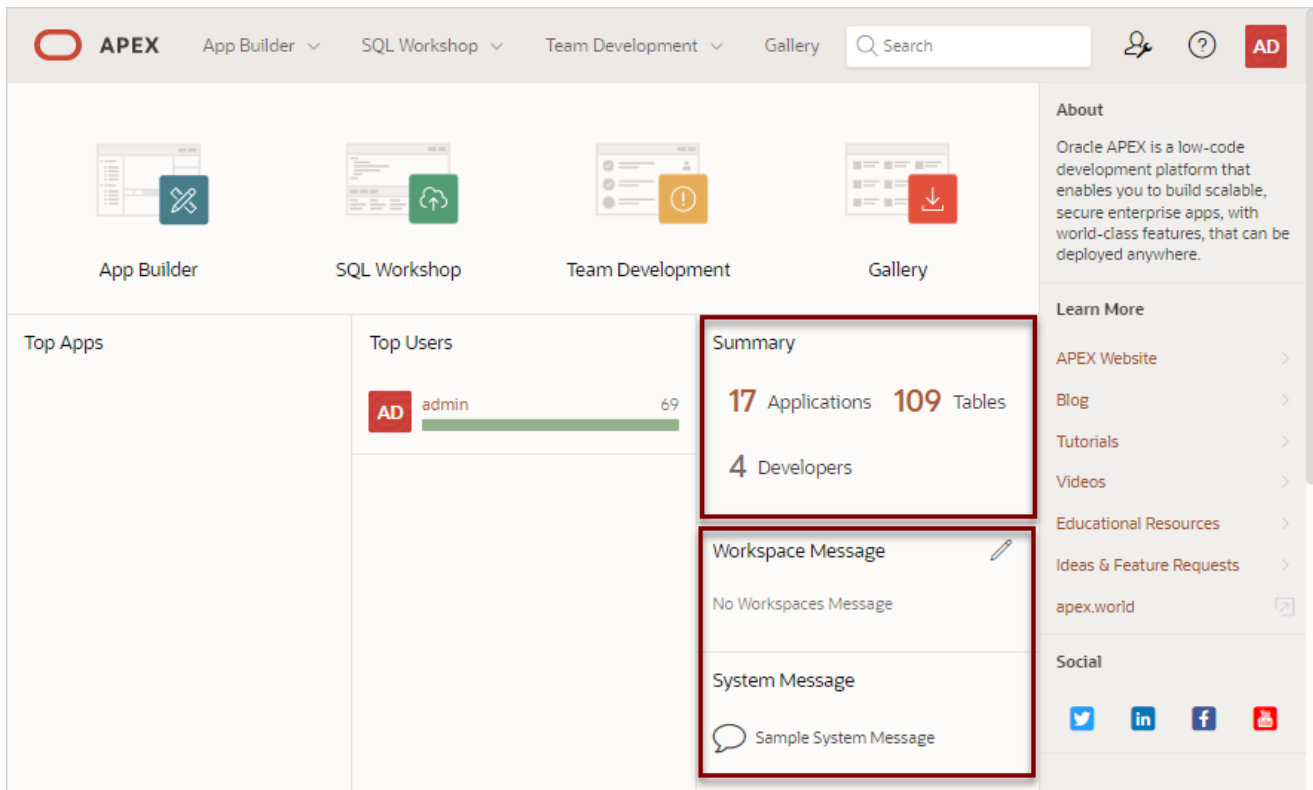 APEX App Builder SQL Workshop Team Development Gallery Search AD
App Builder SQL Workshop Team Development Gallery
Top Apps
Top Users
AD admin 69
Summary
17 Applications 109 Tables
4 Developers
Workspace Message
No Workspaces Message
System Message
Sample System Message
About
Oracle APEX is a low-code
development platform that
enables you to build scalable,
secure enterprise apps, with
world-class features, that can be
deployed anywhere.
Learn More
APEX Website
Blog
Tutorials
Videos
Educational Resources
Ideas & Feature Requests
apex.world
Social